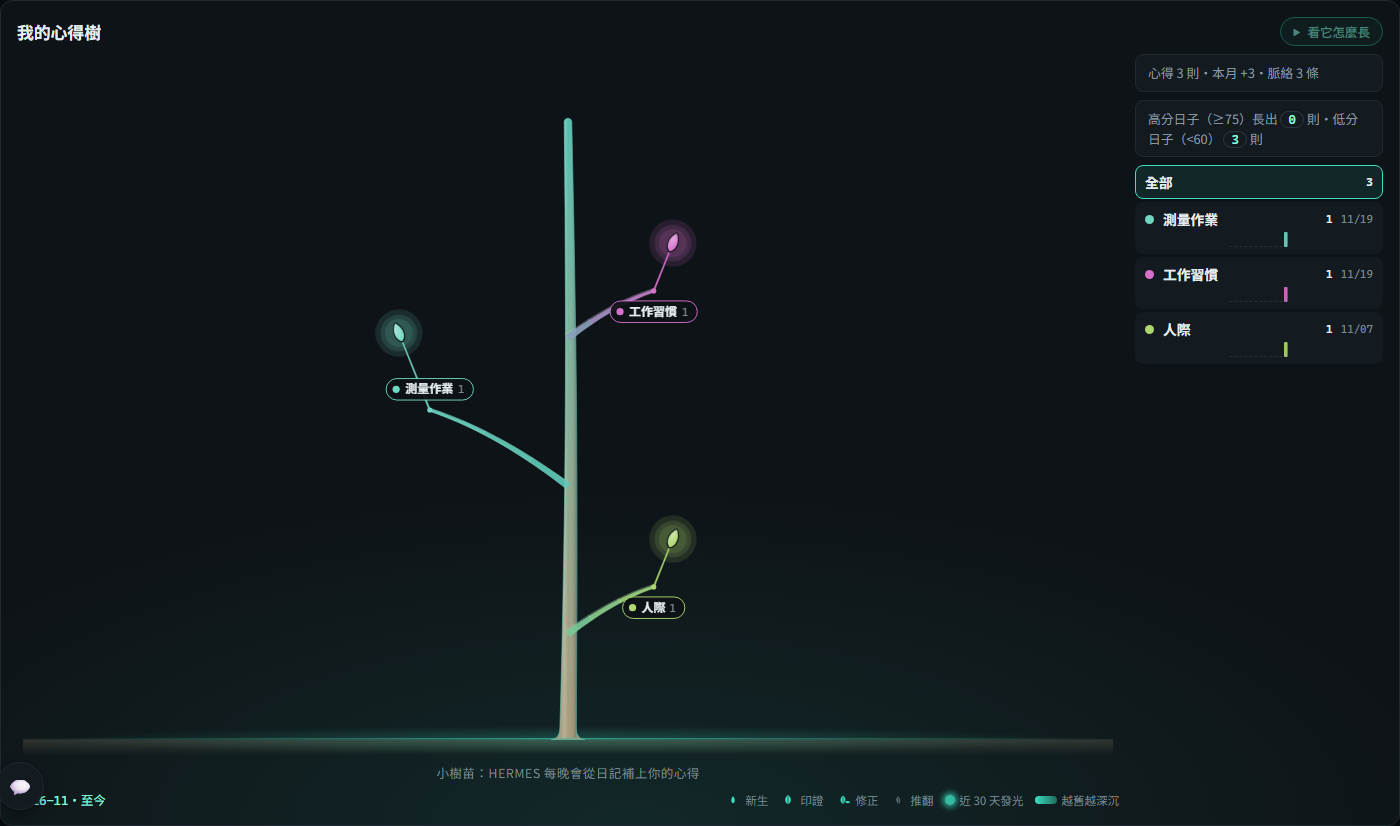 我的心得樹
▶ 看它怎麼長
心得 3 則・本月 +3・脈絡 3 條
高分日子（≥75）長出 0 則・低分
日子（<60） 3 則
全部 3
測量作業 1 11/19
工作習慣 1 11/19
人際 1 11/07
工作習慣 1
測量作業 1
人際 1
小樹苗：HERMES 每晚會從日記補上你的心得
6-11・至今
新生 印證 修正 推翻 近 30 天發光 越舊越深沉